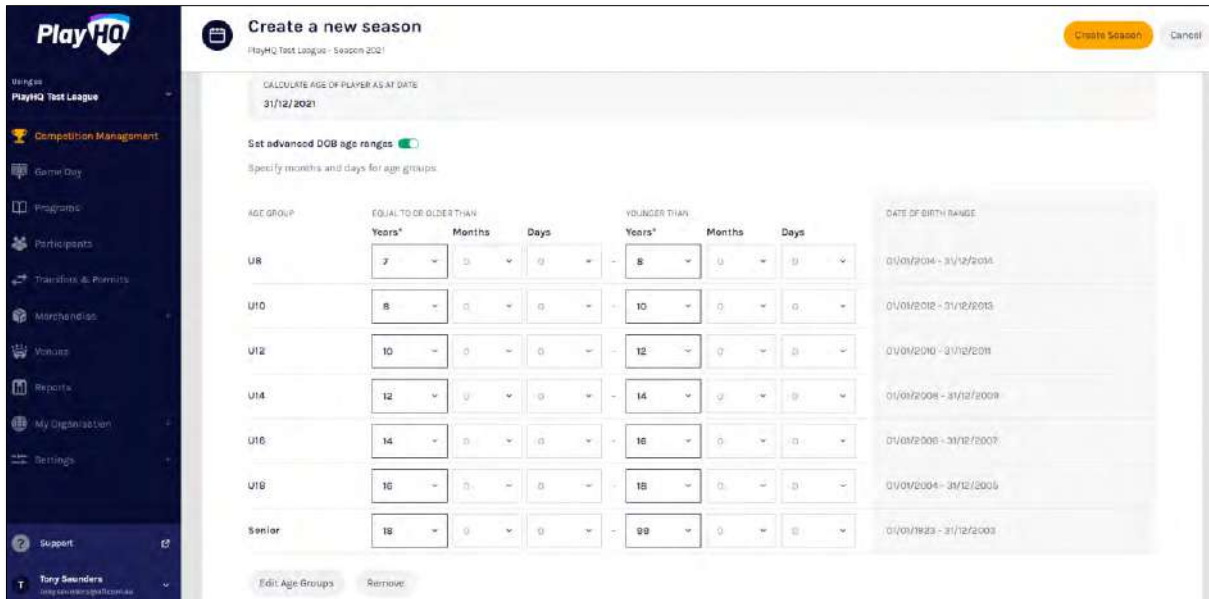 PlayHQ
Using as
PlayHQ Test League
Competition Management
Game Day
Programs
Participants
Transfers & Permits
Merchandise
Venues
Reports
My Organisation
Settings
Support
T Tony Saunders
Create a new season
PlayHQ Test League - Season 2021
Create Season
Cancel
CALCULATE AGE OF PLAYER AS AT DATE
31/12/2021
Set advanced DOB age ranges
Specify months and days for age groups
AGE GROUP EQUAL TO OR OLDER THAN YOUNGER THAN DATE OF BIRTH RANGE
Years* Months Days Years* Months Days
U8 7 0 0 - 8 0 0 01/01/2014 - 31/12/2014
U10 8 0 0 - 10 0 0 01/01/2012 - 31/12/2013
U12 10 0 0 - 12 0 0 01/01/2010 - 31/12/2011
U14 12 0 0 - 14 0 0 01/01/2008 - 31/12/2009
U16 14 0 0 - 16 0 0 01/01/2006 - 31/12/2007
U18 16 0 0 - 18 0 0 01/01/2004 - 31/12/2005
Senior 18 0 0 - 99 0 0 01/01/1923 - 31/12/2003
Edit Age Groups Remove